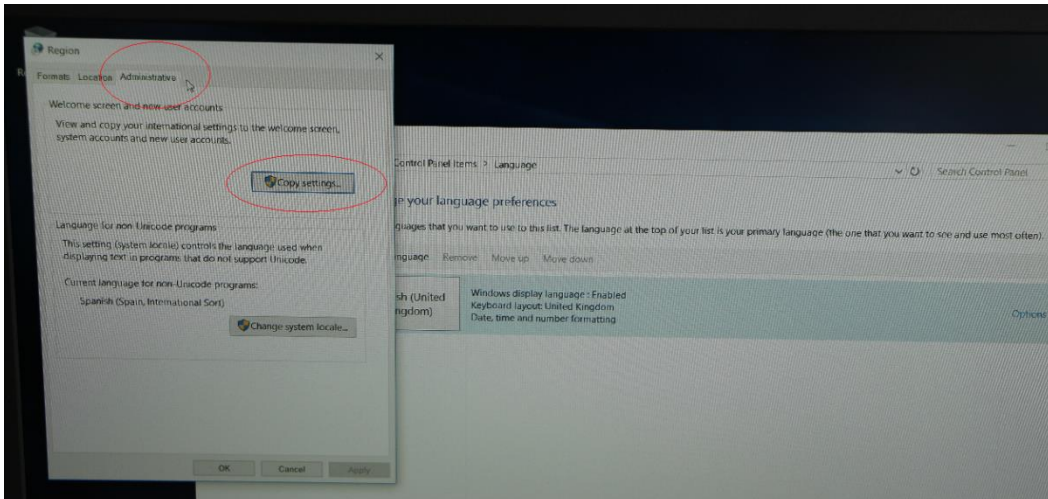 Region
Formats Location Administrative
Welcome screen and new user accounts
View and copy your international settings to the welcome screen,
system accounts and new user accounts.
Copy settings...
Language for non-Unicode programs
This setting (system locale) controls the language used when
displaying text in programs that do not support Unicode.
Current language for non-Unicode programs:
Spanish (Spain, International Sort)
Change system locale...
OK Cancel Apply
Control Panel Items > Language
Search Control Panel
ge your language preferences
guages that you want to use to this list. The language at the top of your list is your primary language (the one that you want to see and use most often).
nguage Remove Move up Move down
sh (United
ngdom)
Windows display language : Enabled
Keyboard layout: United Kingdom
Date, time and number formatting
Options